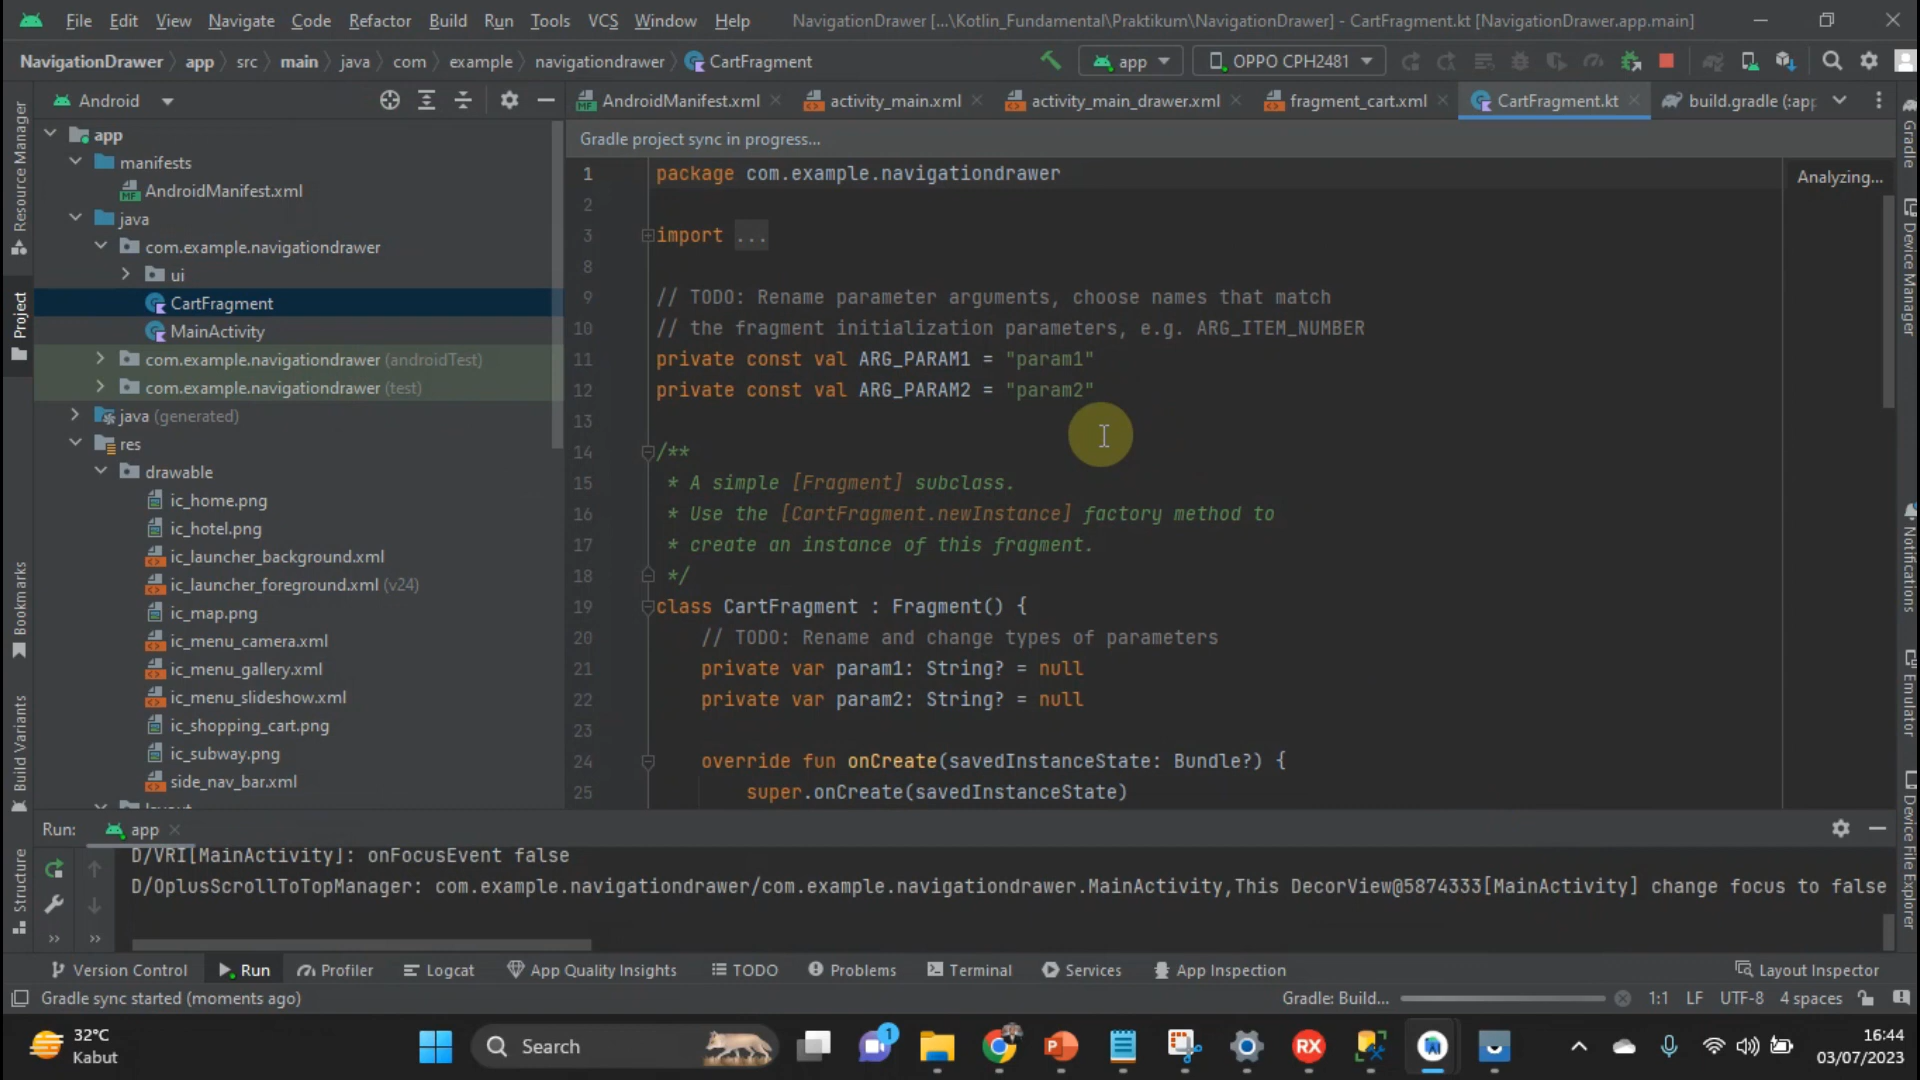 File Edit View Navigate Code Refactor Build Run Tools VCS Window Help NavigationDrawer [...\Kotlin_Fundamental\Praktikum\NavigationDrawer] - CartFragment.kt [NavigationDrawer.app.main]
NavigationDrawer app src main java com example navigationdrawer CartFragment app OPPO CPH2481
Android AndroidManifest.xml activity_main.xml activity_main_drawer.xml fragment_cart.xml CartFragment.kt build.gradle (:app
Gradle project sync in progress...
app
manifests
AndroidManifest.xml
java
com.example.navigationdrawer
ui
CartFragment
MainActivity
com.example.navigationdrawer (androidTest)
com.example.navigationdrawer (test)
java (generated)
res
drawable
ic_home.png
ic_hotel.png
ic_launcher_background.xml
ic_launcher_foreground.xml (v24)
ic_map.png
ic_menu_camera.xml
ic_menu_gallery.xml
ic_menu_slideshow.xml
ic_shopping_cart.png
ic_subway.png
side_nav_bar.xml
Analyzing...
1 package com.example.navigationdrawer
2
3 import ...
8
9 // TODO: Rename parameter arguments, choose names that match
10 // the fragment initialization parameters, e.g. ARG_ITEM_NUMBER
11 private const val ARG_PARAM1 = "param1"
12 private const val ARG_PARAM2 = "param2"
13
14 /**
15 * A simple [Fragment] subclass.
16 * Use the [CartFragment.newInstance] factory method to
17 * create an instance of this fragment.
18 */
19 class CartFragment : Fragment() {
20 // TODO: Rename and change types of parameters
21 private var param1: String? = null
22 private var param2: String? = null
23
24 override fun onCreate(savedInstanceState: Bundle?) {
25 super.onCreate(savedInstanceState)
Resource Manager
Project
Bookmarks
Build Variants
Structure
Gradle
Device Manager
Notifications
Emulator
Device File Explorer
Run: app
D/VRI[MainActivity]: onFocusEvent false
D/OplusScrollToTopManager: com.example.navigationdrawer/com.example.navigationdrawer.MainActivity,This DecorView@5874333[MainActivity] change focus to false
Version Control Run Profiler Logcat App Quality Insights TODO Problems Terminal Services App Inspection Layout Inspector
Gradle sync started (moments ago) Gradle: Build... 1:1 LF UTF-8 4 spaces
32°C
Kabut
Search
1
RX
16:44
03/07/2023